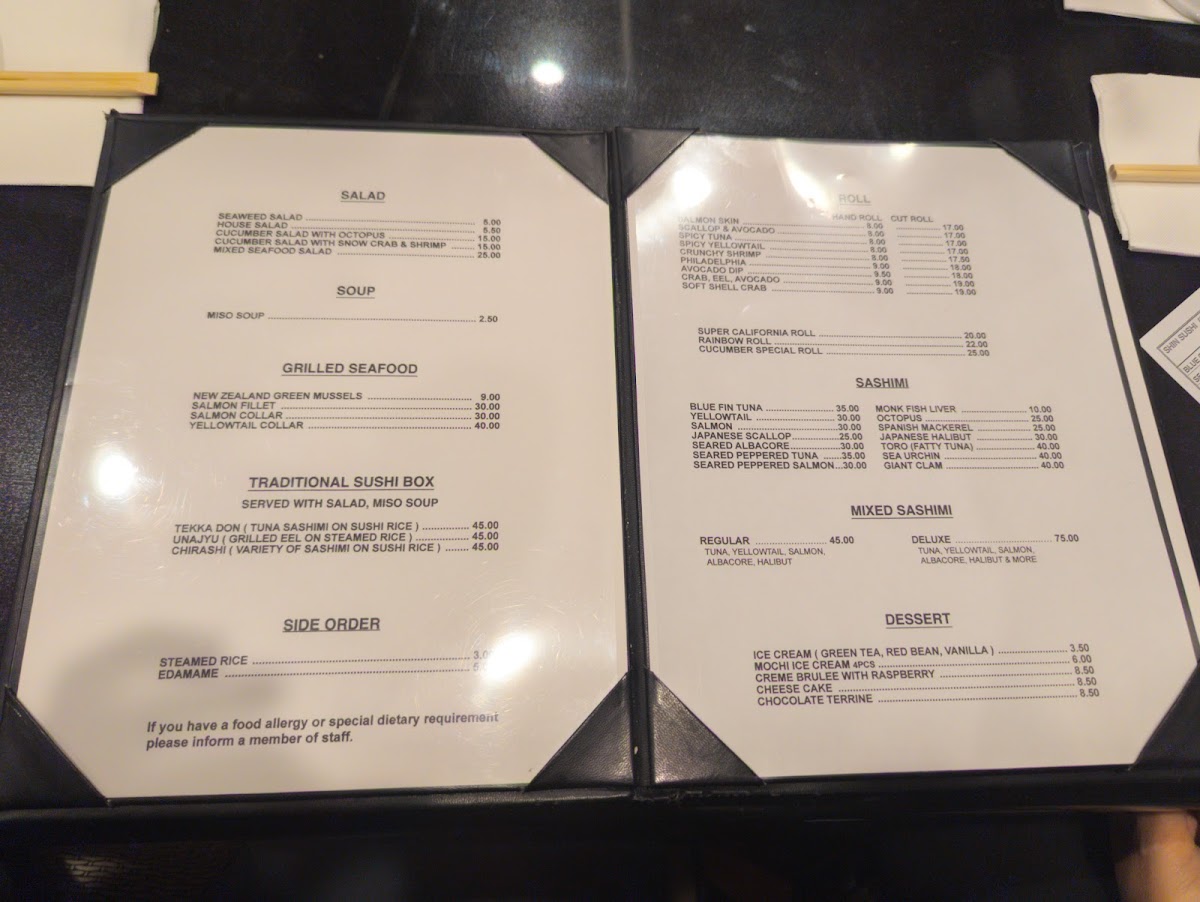 SALAD
SEAWEED SALAD
HOUSE SALAD 5.50
CUCUMBER SALAD WITH OCTOPUS 15.00
CUCUMBER SALAD WITH SNOW CRAB & SHRIMP 15.00
MIXED SEAFOOD SALAD 25.00
SOUP
MISO SOUP 2.50
GRILLED SEAFOOD
NEW ZEALAND GREEN MUSSELS 9.00
SALMON FILLET 30.00
SALMON COLLAR 30.00
YELLOWTAIL COLLAR 40.00
TRADITIONAL SUSHI BOX
SERVED WITH SALAD, MISO SOUP
TEKKA DON ( TUNA SASHIMI ON SUSHI RICE ) 45.00
UNAJYU ( GRILLED EEL ON STEAMED RICE ) 45.00
CHIRASHI ( VARIETY OF SASHIMI ON SUSHI RICE ) 45.00
SIDE ORDER
STEAMED RICE
EDAMAME
If you have a food allergy or special dietary requirement
please inform a member of staff.
ROLL
HAND ROLL CUT ROLL
SALMON SKIN 8.00 17.00
SCALLOP & AVOCADO 8.00 17.00
SPICY TUNA 8.00 17.00
SPICY YELLOWTAIL 8.00 17.00
CRUNCHY SHRIMP 8.00 17.50
PHILADELPHIA 9.00 18.00
AVOCADO DIP 9.50 18.00
CRAB, EEL, AVOCADO 9.00 19.00
SOFT SHELL CRAB 9.00 19.00
SUPER CALIFORNIA ROLL 20.00
RAINBOW ROLL 22.00
CUCUMBER SPECIAL ROLL 25.00
SASHIMI
BLUE FIN TUNA 35.00 MONK FISH LIVER 10.00
YELLOWTAIL 30.00 OCTOPUS 25.00
SALMON 30.00 SPANISH MACKEREL 25.00
JAPANESE SCALLOP 25.00 JAPANESE HALIBUT 30.00
SEARED ALBACORE 30.00 TORO (FATTY TUNA) 40.00
SEARED PEPPERED TUNA 35.00 SEA URCHIN 40.00
SEARED PEPPERED SALMON 30.00 GIANT CLAM 40.00
MIXED SASHIMI
REGULAR 45.00 DELUXE 75.00
TUNA, YELLOWTAIL, SALMON, TUNA, YELLOWTAIL, SALMON,
ALBACORE, HALIBUT ALBACORE, HALIBUT & MORE
DESSERT
ICE CREAM ( GREEN TEA, RED BEAN, VANILLA ) 3.50
MOCHI ICE CREAM 4PCS 6.00
CREME BRULEE WITH RASPBERRY 8.50
CHEESE CAKE 8.50
CHOCOLATE TERRINE 8.50
SHIN SUSHI
BLUE